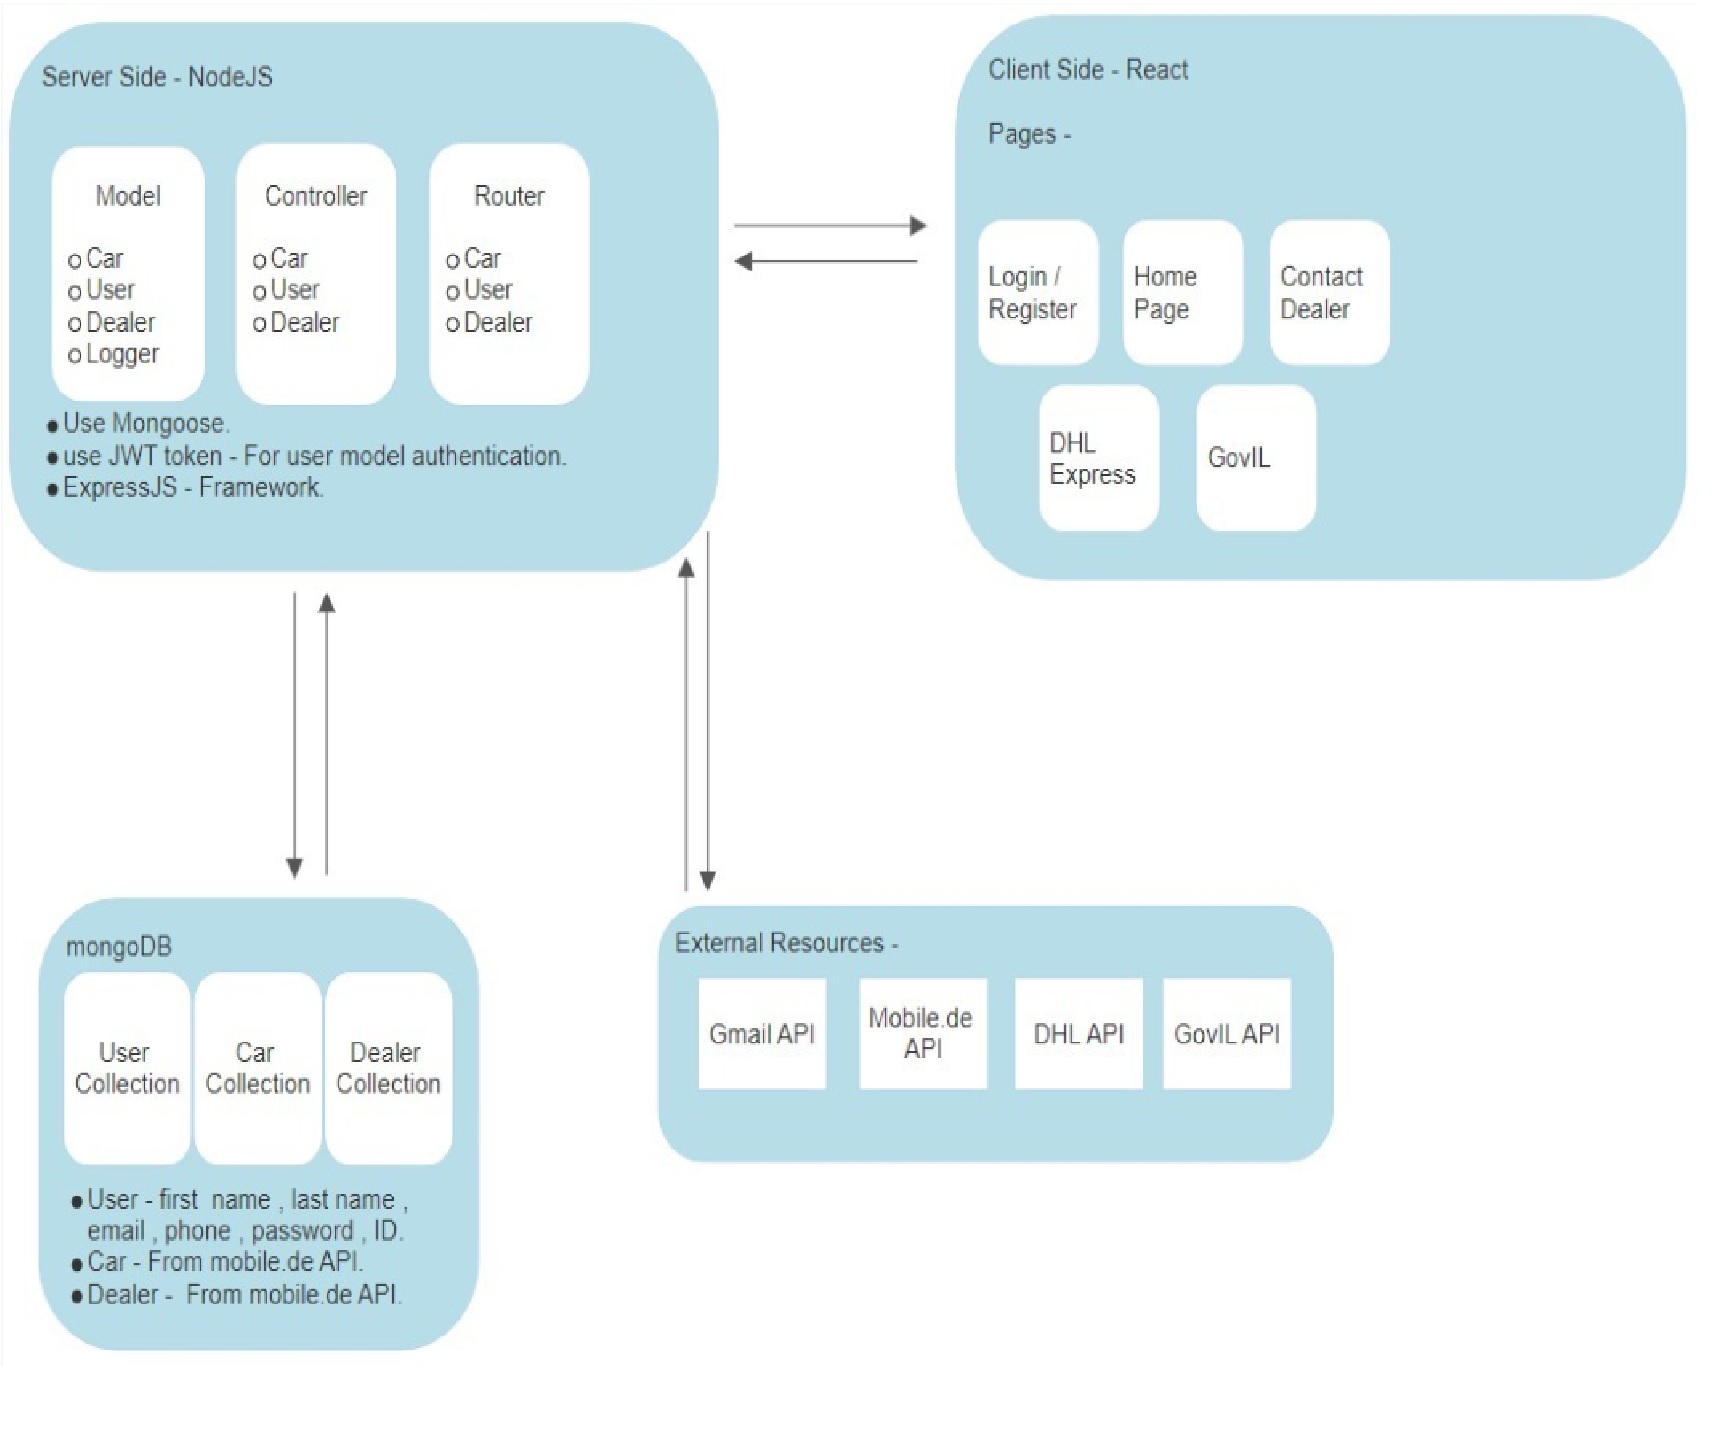 Server Side - NodeJS
Model
o Car
o User
o Dealer
o Logger
Controller
o Car
o User
o Dealer
Router
o Car
o User
o Dealer
● Use Mongoose.
● use JWT token - For user model authentication.
● ExpressJS - Framework.
Client Side - React
Pages -
Login /
Register
Home
Page
Contact
Dealer
DHL
Express
GovIL
mongoDB
User
Collection
Car
Collection
Dealer
Collection
● User - first  name , last name ,
email , phone , password , ID.
● Car - From mobile.de API.
● Dealer -  From mobile.de API.
External Resources -
Gmail API
Mobile.de
API
DHL API
GovIL API